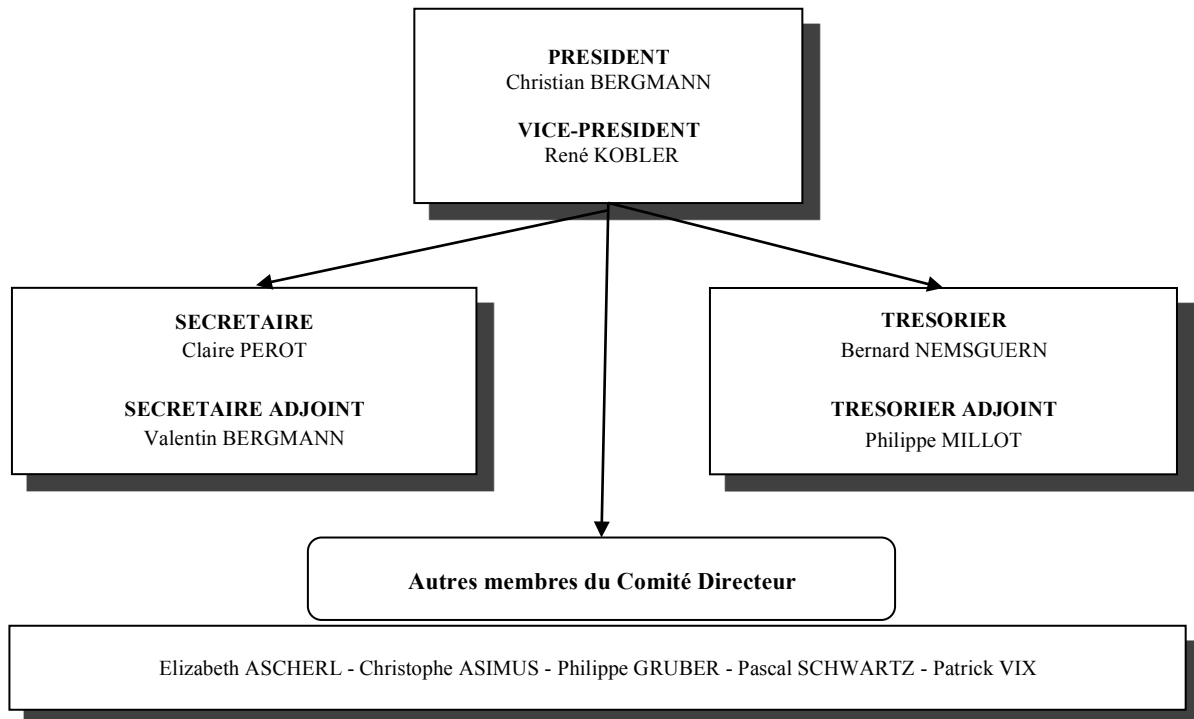 PRESIDENT
Christian BERGMANN
VICE-PRESIDENT
René KOBLER
SECRETAIRE
Claire PEROT
SECRETAIRE ADJOINT
Valentin BERGMANN
TRESORIER
Bernard NEMSGUERN
TRESORIER ADJOINT
Philippe MILLOT
Autres membres du Comité Directeur
Elizabeth ASCHERL - Christophe ASIMUS - Philippe GRUBER - Pascal SCHWARTZ - Patrick VIX